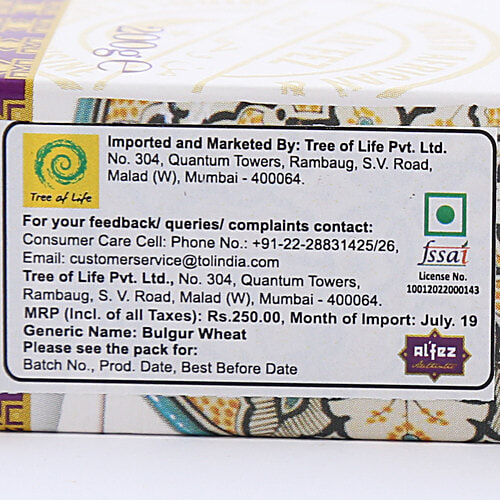 200g ℮
Imported and Marketed By: Tree of Life Pvt. Ltd.
No. 304, Quantum Towers, Rambaug, S.V. Road,
Malad (W), Mumbai - 400064.
Tree of Life
For your feedback/ queries/ complaints contact:
Consumer Care Cell: Phone No.: +91-22-28831425/26,
Email: customerservice@tolindia.com
Tree of Life Pvt. Ltd., No. 304, Quantum Towers,
Rambaug, S. V. Road, Malad (W), Mumbai - 400064.
MRP (Incl. of all Taxes): Rs.250.00, Month of Import: July. 19
Generic Name: Bulgur Wheat
Please see the pack for:
Batch No., Prod. Date, Best Before Date
fssai
License No.
10012022000143
al'fez
Authentic